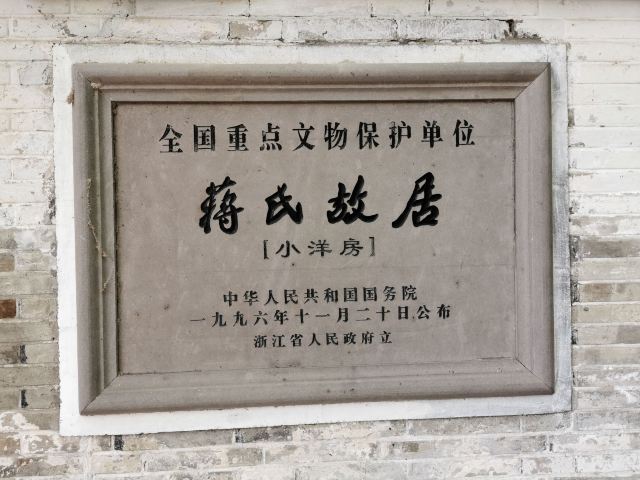 全国重点文物保护单位
蒋氏故居
[小洋房]
中华人民共和国国务院
一九九六年十一月二十日公布
浙江省人民政府立